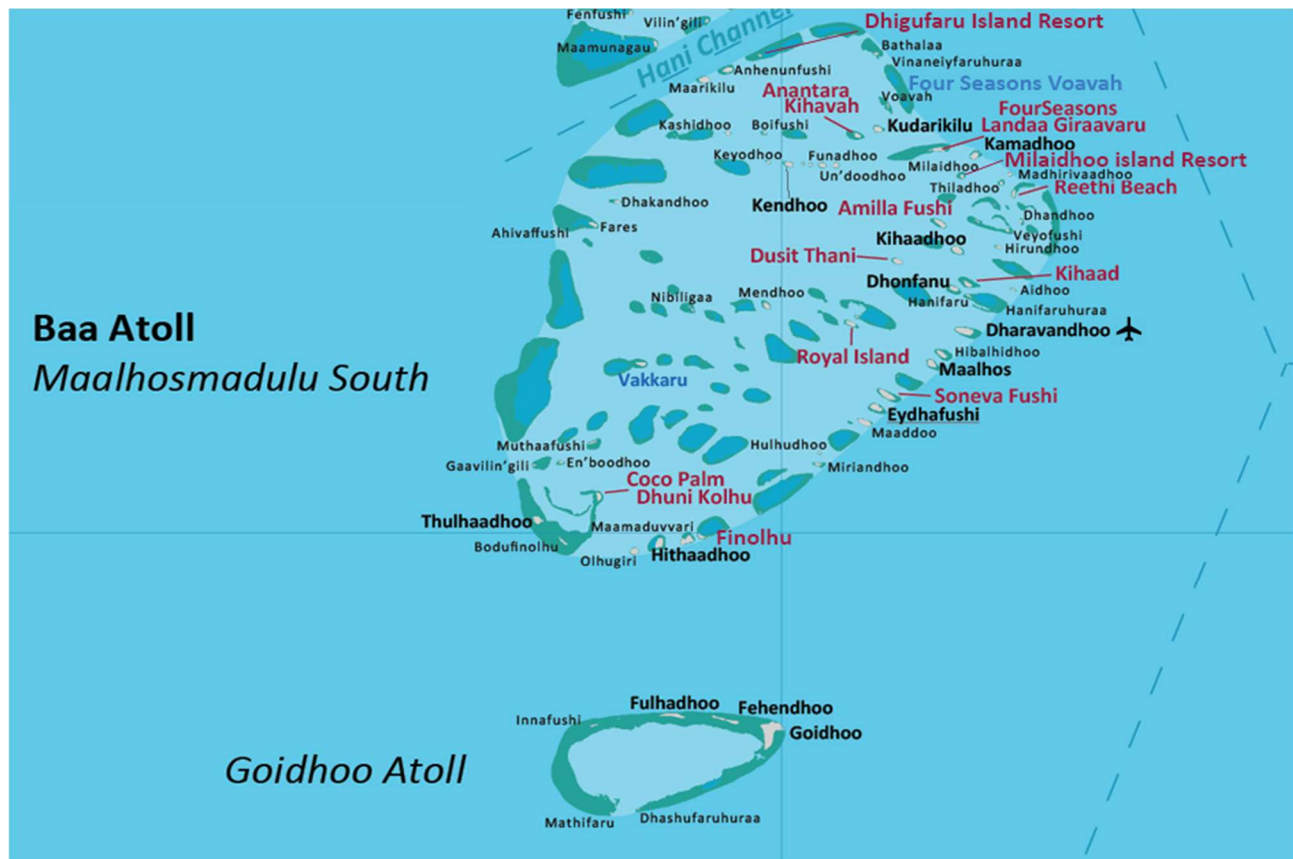 Fenfushi
Vilin'gili
Maamunagau
Hani Channel
Dhigufaru Island Resort
Bathalaa
Vinaneiyfaruhuraa
Anhenunfushi
Maarikilu
Four Seasons Voavah
Anantara
Kihavah
Voavah
FourSeasons
Landaa Giraavaru
Kashidhoo
Boifushi
Kudarikilu
Kamadhoo
Keyodhoo
Funadhoo
Milaidhoo
Milaidhoo island Resort
Un'doodhoo
Madhirivaadhoo
Thiladhoo
Reethi Beach
Dhakandhoo
Kendhoo
Amilla Fushi
Dhandhoo
Ahivaffushi
Fares
Kihaadhoo
Veyofushi
Hirundhoo
Dusit Thani
Dhonfanu
Kihaad
Nibiligaa
Mendhoo
Hanifaru
Aidhoo
Hanifaruhuraa
Baa Atoll
Maalhosmadulu South
Dharavandhoo
Royal Island
Hibalhidhoo
Maalhos
Vakkaru
Soneva Fushi
Eydhafushi
Maaddoo
Muthaafushi
Hulhudhoo
Gaavilin'gili
En'boodhoo
Miriandhoo
Coco Palm
Dhuni Kolhu
Thulhaadhoo
Maamaduvvari
Finolhu
Bodufinolhu
Olhugiri
Hithaadhoo
Fulhadhoo
Fehendhoo
Innafushi
Goidhoo
Goidhoo Atoll
Mathifaru
Dhashufaruhuraa